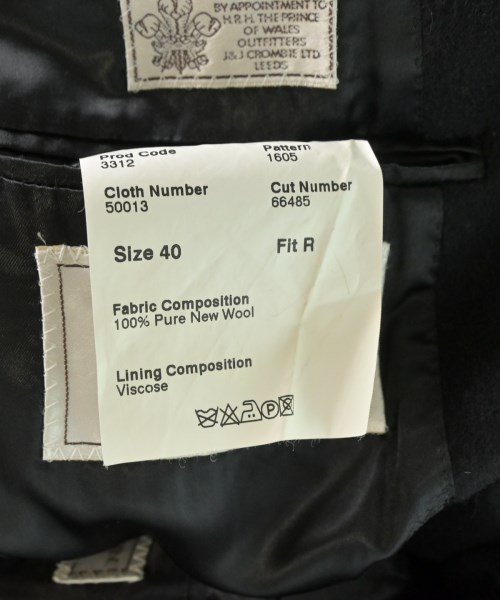 BY APPOINTMENT TO
H.R.H. THE PRINCE
OF WALES
OUTFITTERS
J&J CROMBIE LTD
LEEDS
Prod Code
3312
Pattern
1605
Cloth Number
50013
Cut Number
66485
Size 40
Fit R
Fabric Composition
100% Pure New Wool
Lining Composition
Viscose
P